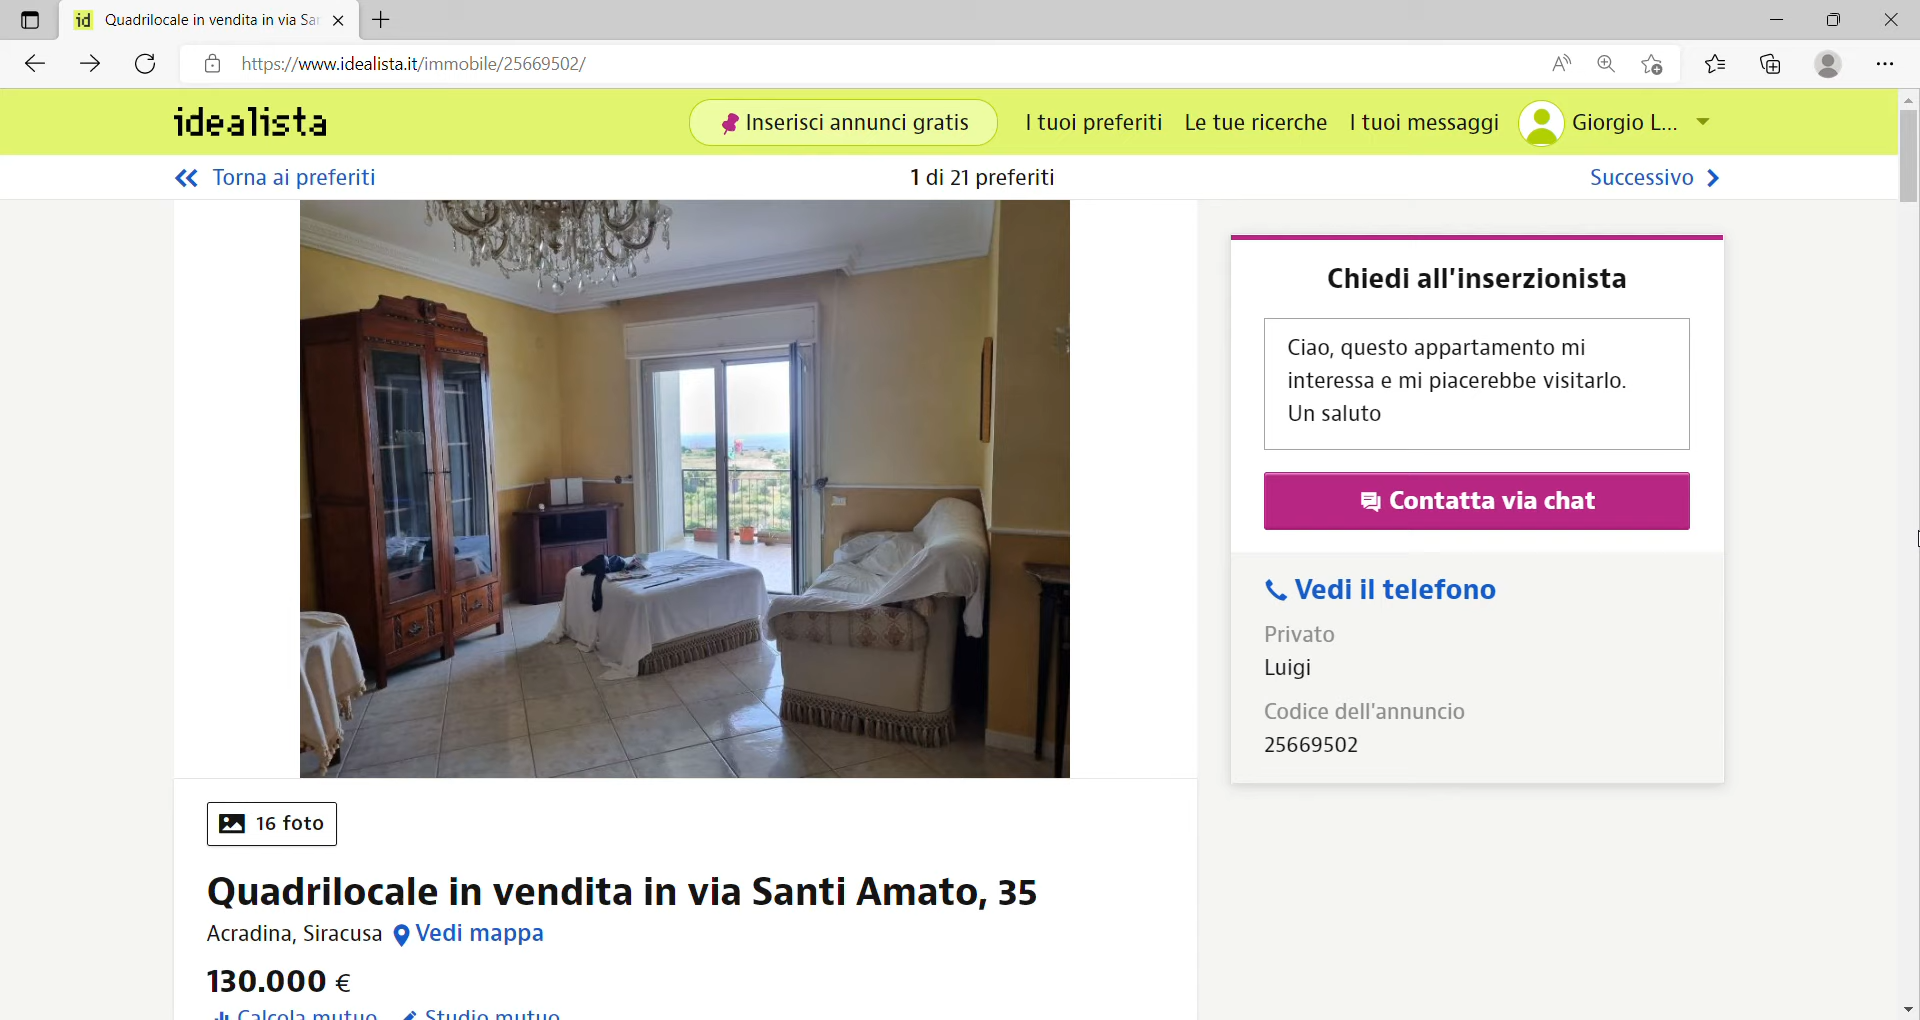 id Quadrilocale in vendita in via Sa
https://www.idealista.it/immobile/25669502/
idealista
Inserisci annunci gratis
I tuoi preferiti
Le tue ricerche
I tuoi messaggi
Giorgio L...
Torna ai preferiti
1 di 21 preferiti
Successivo
Chiedi all'inserzionista
Ciao, questo appartamento mi
interessa e mi piacerebbe visitarlo.
Un saluto
Contatta via chat
Vedi il telefono
Privato
Luigi
Codice dell'annuncio
25669502
16 foto
Quadrilocale in vendita in via Santi Amato, 35
Acradina, Siracusa Vedi mappa
130.000 €
Calcola mutuo Studio mutuo